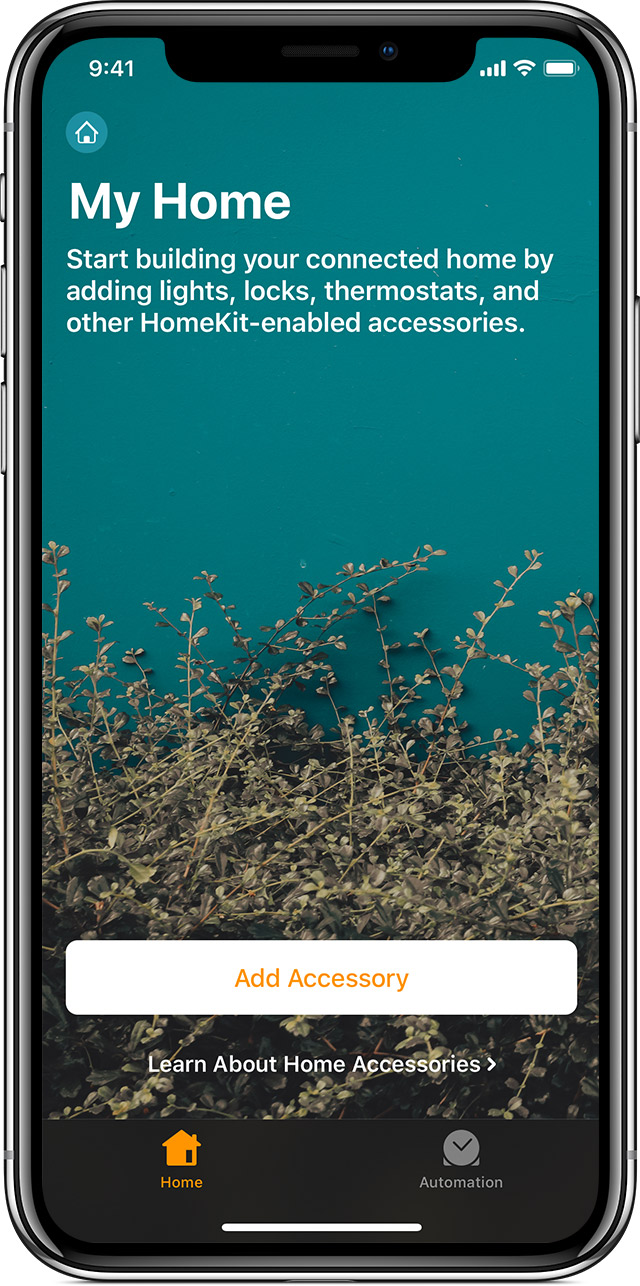 9:41
My Home
Start building your connected home by
adding lights, locks, thermostats, and
other HomeKit-enabled accessories.
Add Accessory
Learn About Home Accessories >
Home
Automation